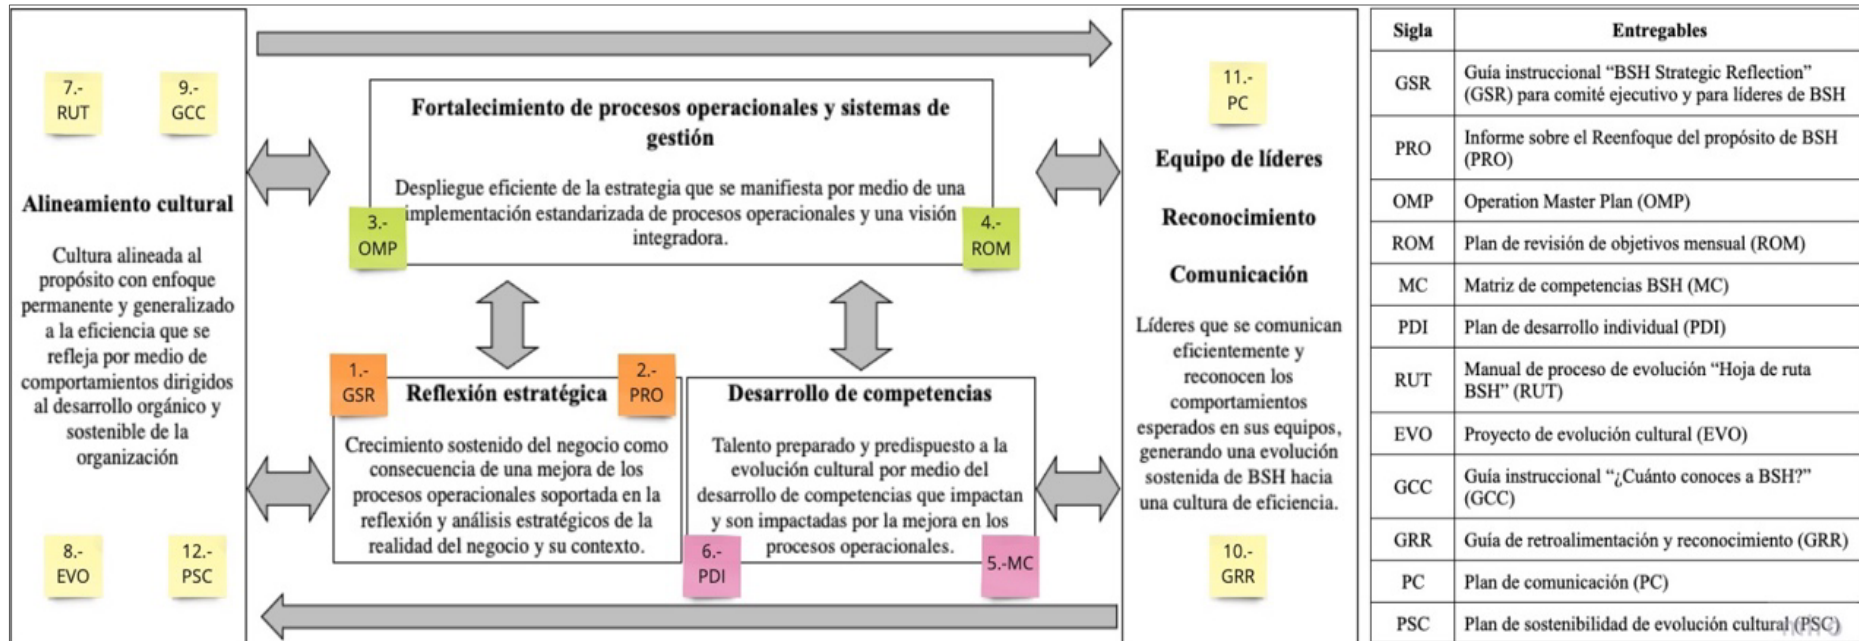 7.-
RUT
9.-
GCC
Alineamiento cultural
Cultura alineada al
propósito con enfoque
permanente y generalizado
a la eficiencia que se
refleja por medio de
comportamientos dirigidos
al desarrollo orgánico y
sostenible de la
organización
8.-
EVO
12.-
PSC
Fortalecimiento de procesos operacionales y sistemas de
gestión
Despliegue eficiente de la estrategia que se manifiesta por medio de una
implementación estandarizada de procesos operacionales y una visión
integradora.
3.-
OMP
4.-
ROM
1.-
GSR
2.-
PRO
Reflexión estratégica
Crecimiento sostenido del negocio como
consecuencia de una mejora de los
procesos operacionales soportada en la
reflexión y análisis estratégicos de la
realidad del negocio y su contexto.
Desarrollo de competencias
Talento preparado y predispuesto a la
evolución cultural por medio del
desarrollo de competencias que impactan
y son impactadas por la mejora en los
procesos operacionales.
6.-
PDI
5.-MC
11.-
PC
Equipo de líderes
Reconocimiento
Comunicación
Líderes que se comunican
eficientemente y
reconocen los
comportamientos
esperados en sus equipos,
generando una evolución
sostenida de BSH hacia
una cultura de eficiencia.
10.-
GRR
Sigla Entregables
GSR Guía instruccional “BSH Strategic Reflection”
(GSR) para comité ejecutivo y para líderes de BSH
PRO Informe sobre el Reenfoque del propósito de BSH
(PRO)
OMP Operation Master Plan (OMP)
ROM Plan de revisión de objetivos mensual (ROM)
MC Matriz de competencias BSH (MC)
PDI Plan de desarrollo individual (PDI)
RUT Manual de proceso de evolución “Hoja de ruta
BSH” (RUT)
EVO Proyecto de evolución cultural (EVO)
GCC Guía instruccional “¿Cuánto conoces a BSH?”
(GCC)
GRR Guía de retroalimentación y reconocimiento (GRR)
PC Plan de comunicación (PC)
PSC Plan de sostenibilidad de evolución cultural (PSC)